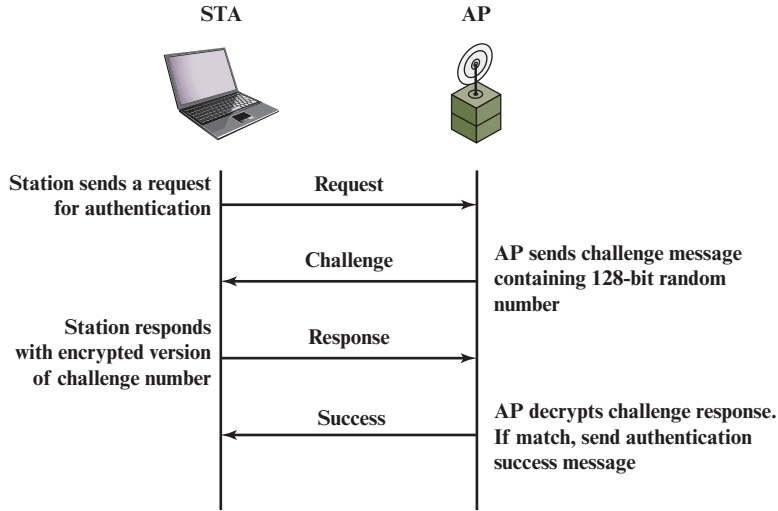 STA
AP
Station sends a request
for authentication
Request
Challenge
AP sends challenge message
containing 128-bit random
number
Station responds
with encrypted version
of challenge number
Response
Success
AP decrypts challenge response.
If match, send authentication
success message